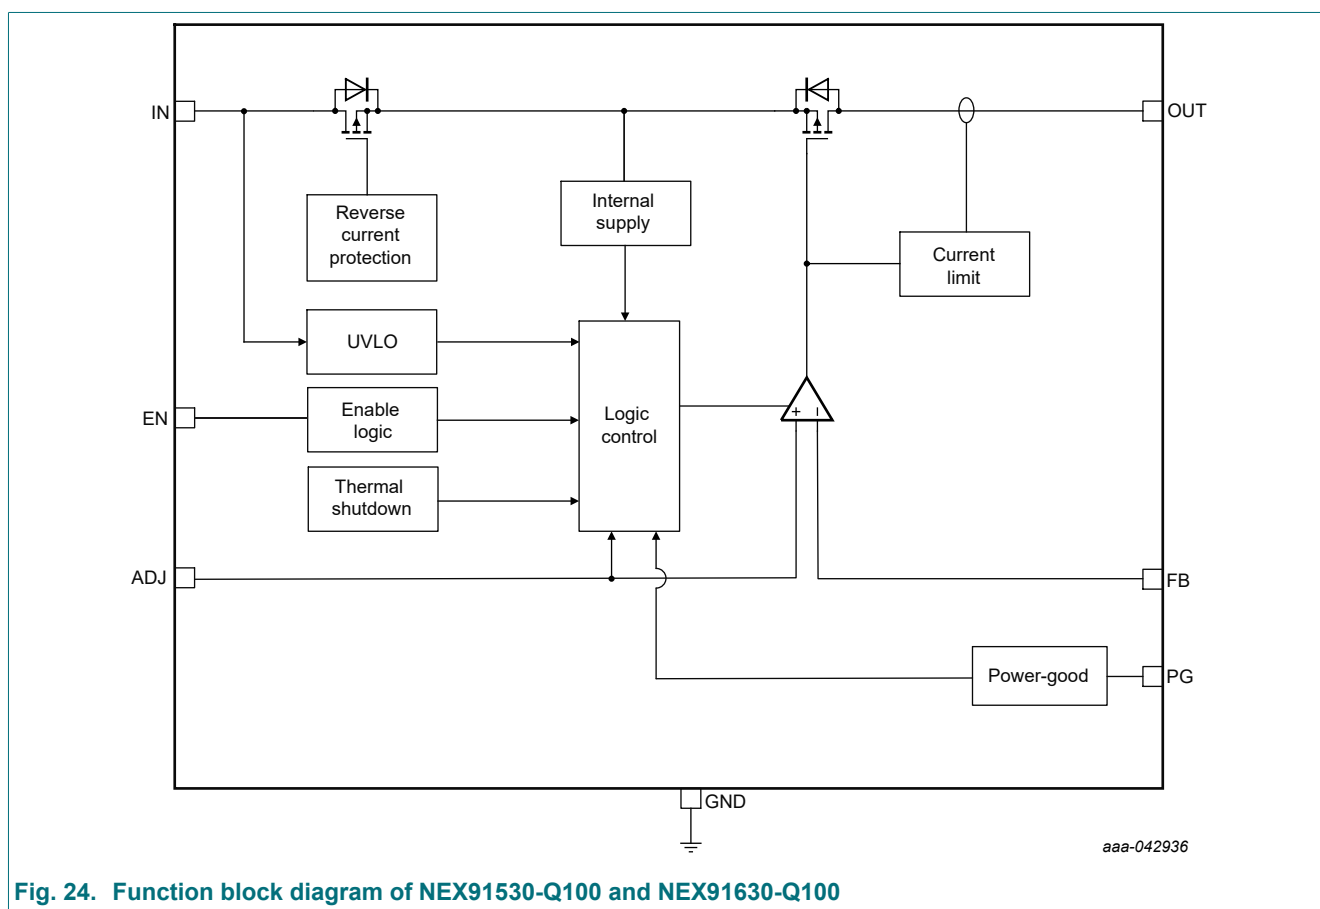 IN
OUT
Reverse
current
protection
Internal
supply
Current
limit
UVLO
EN
Enable
logic
Logic
control
+ –
Thermal
shutdown
ADJ
FB
Power-good
PG
GND
aaa-042936
Fig. 24. Function block diagram of NEX91530-Q100 and NEX91630-Q100